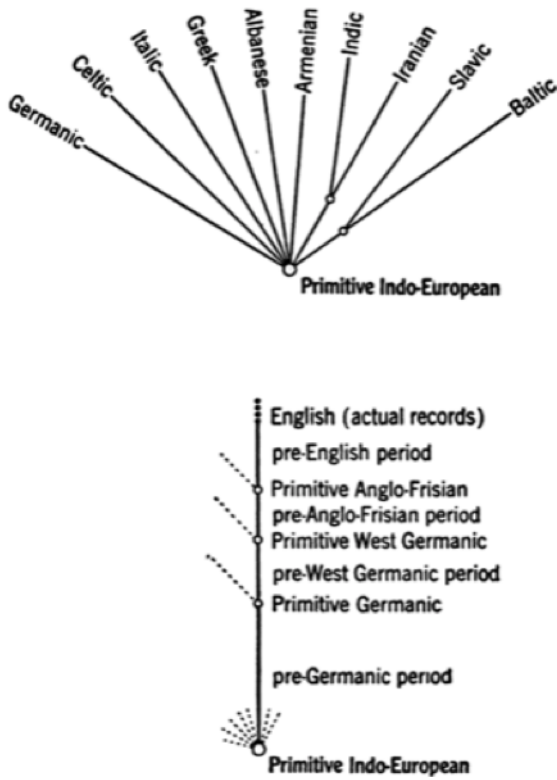 Germanic
Celtic
Italic
Greek
Albanese
Armenian
Indic
Iranian
Slavic
Baltic
Primitive Indo-European
English (actual records)
pre-English period
Primitive Anglo-Frisian
pre-Anglo-Frisian period
Primitive West Germanic
pre-West Germanic period
Primitive Germanic
pre-Germanic period
Primitive Indo-European